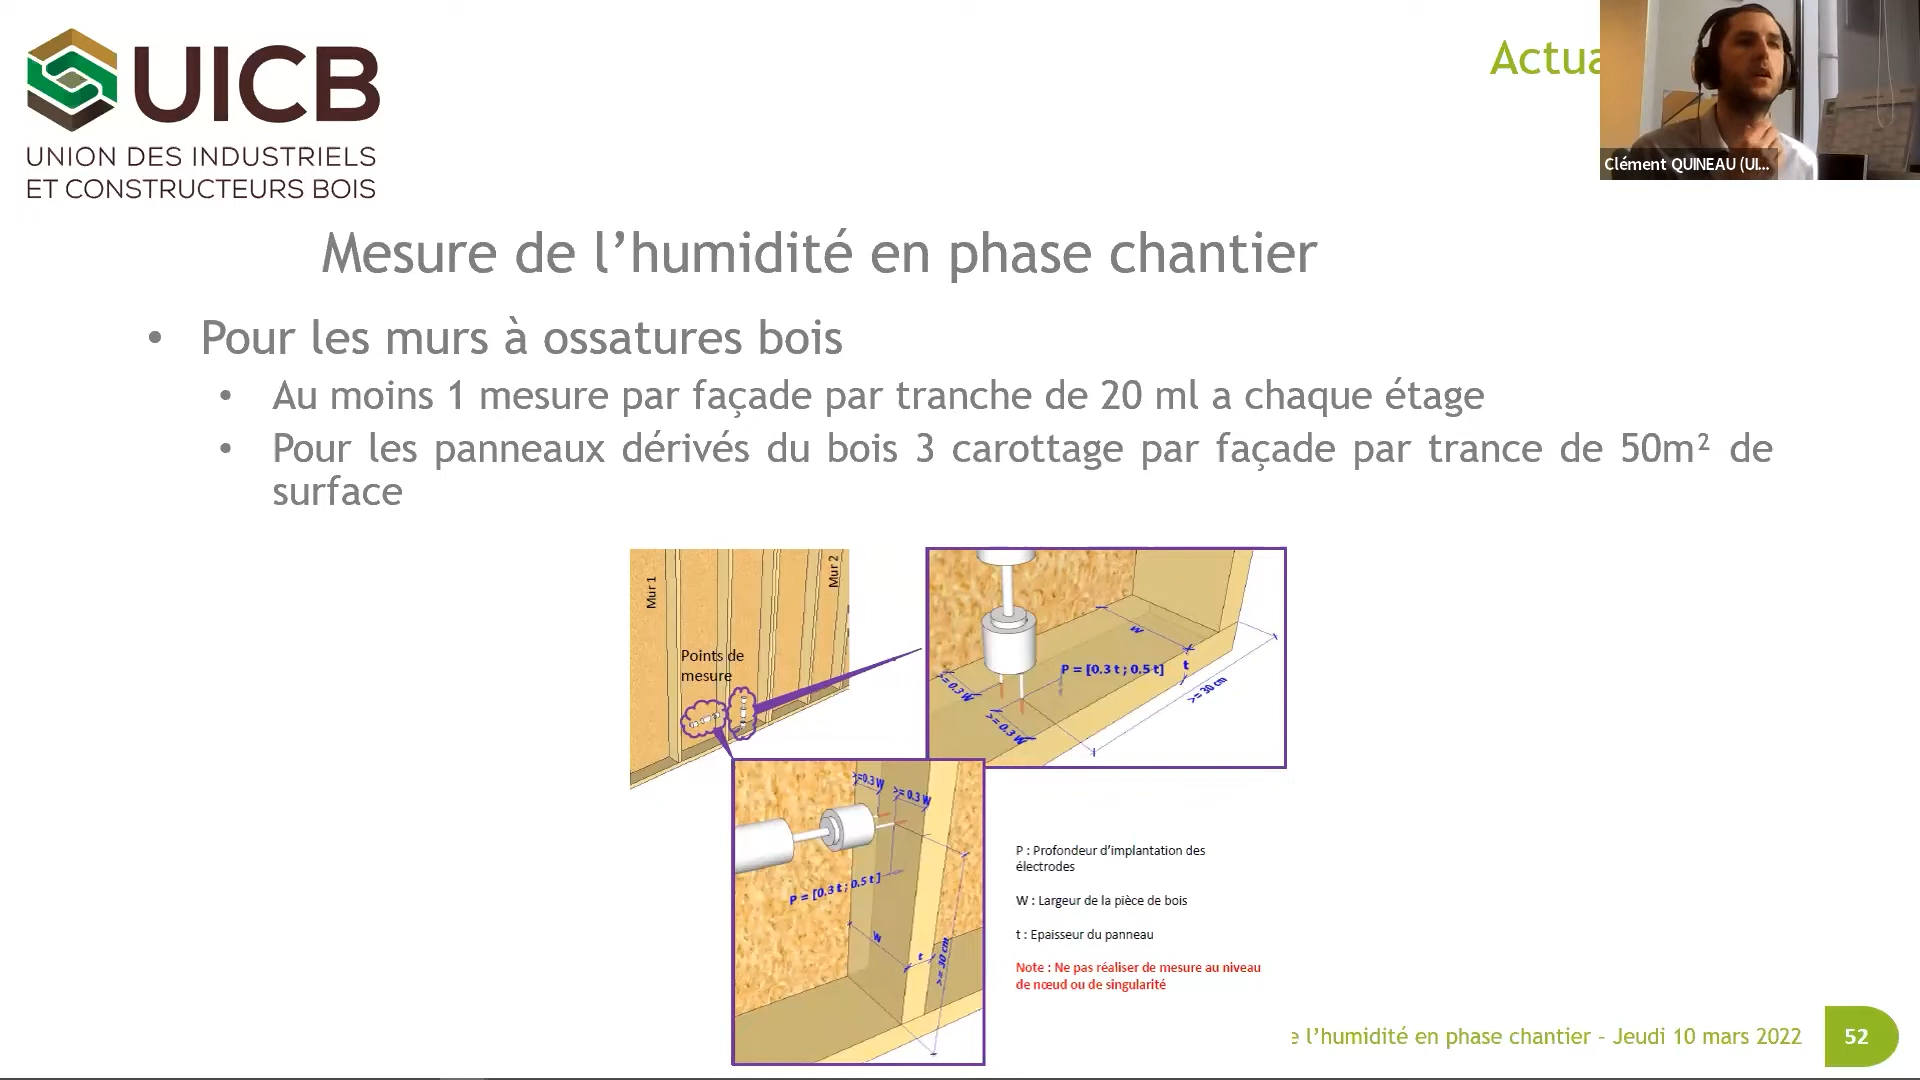 UICB
UNION DES INDUSTRIELS
ET CONSTRUCTEURS BOIS
Clément QUINEAU (UI...
Mesure de l’humidité en phase chantier
• Pour les murs à ossatures bois
• Au moins 1 mesure par façade par tranche de 20 ml a chaque étage
• Pour les panneaux dérivés du bois 3 carottage par façade par trance de 50m² de
surface
Mur 1
Mur 2
Points de
mesure
W
P = [0.3 t ; 0.5 t]
t
>= 0.3 W
>= 0.3 W
>= 30 cm
>=0.3 W
>= 0.3 W
P = [0.3 t ; 0.5 t]
W
t
>= 30 cm
P : Profondeur d’implantation des
électrodes
W : Largeur de la pièce de bois
t : Epaisseur du panneau
Note : Ne pas réaliser de mesure au niveau
de nœud ou de singularité
l’humidité en phase chantier – Jeudi 10 mars 2022
52